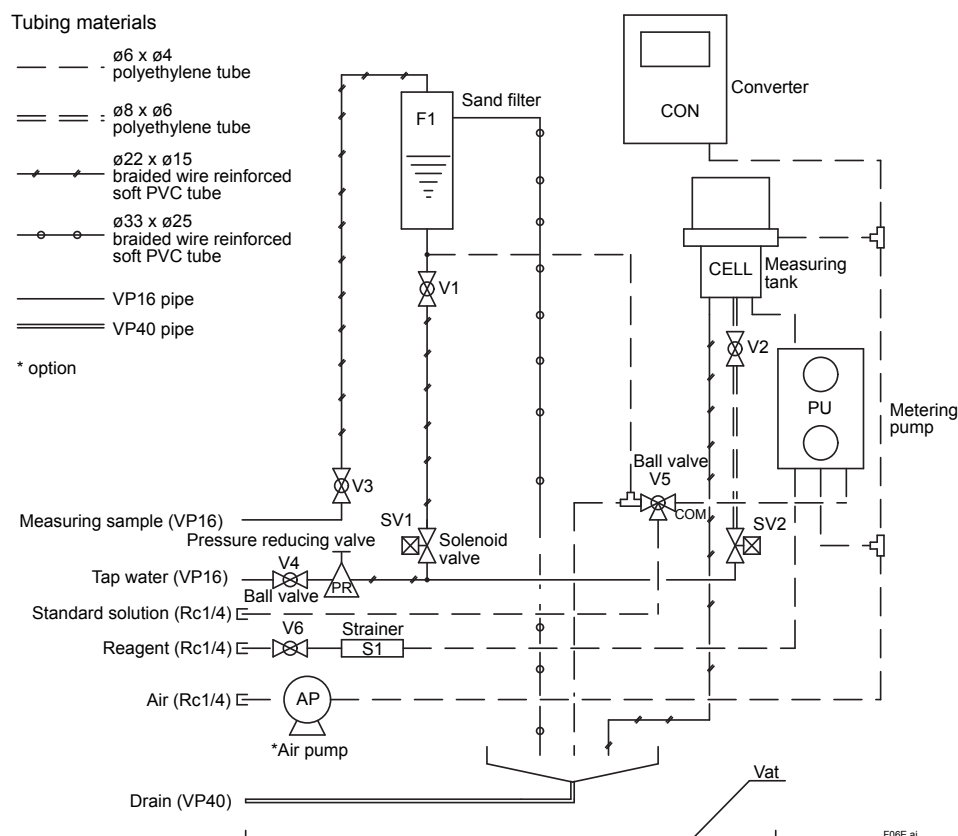 Tubing materials
ø6 x ø4
polyethylene tube
ø8 x ø6
polyethylene tube
ø22 x ø15
braided wire reinforced
soft PVC tube
ø33 x ø25
braided wire reinforced
soft PVC tube
VP16 pipe
VP40 pipe
* option
F1
Sand filter
CON
Converter
CELL
Measuring
tank
V1
V2
PU
Metering
pump
V3
Ball valve
V5
COM
Measuring sample (VP16)
SV1
Solenoid
valve
SV2
Pressure reducing valve
V4
Tap water (VP16)
Ball valve
PR
Standard solution (Rc1/4)
V6
Strainer
Reagent (Rc1/4)
S1
Air (Rc1/4)
AP
*Air pump
Vat
Drain (VP40)
F06E.ai